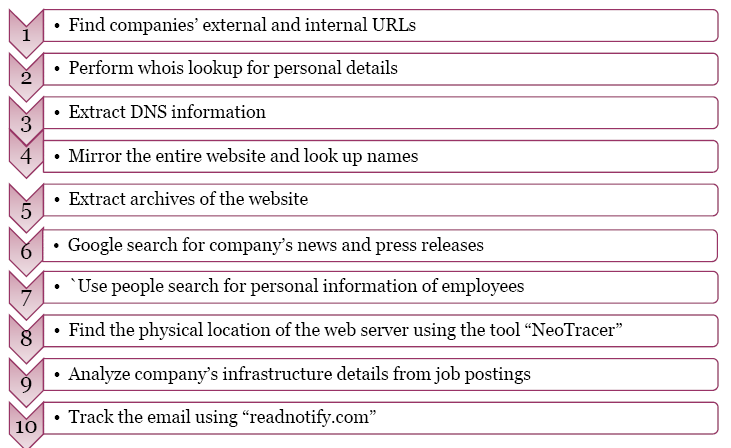 1 • Find companies’ external and internal URLs
2 • Perform whois lookup for personal details
3 • Extract DNS information
4 • Mirror the entire website and look up names
5 • Extract archives of the website
6 • Google search for company’s news and press releases
7 • `Use people search for personal information of employees
8 • Find the physical location of the web server using the tool “NeoTracer”
9 • Analyze company’s infrastructure details from job postings
10 • Track the email using “readnotify.com”